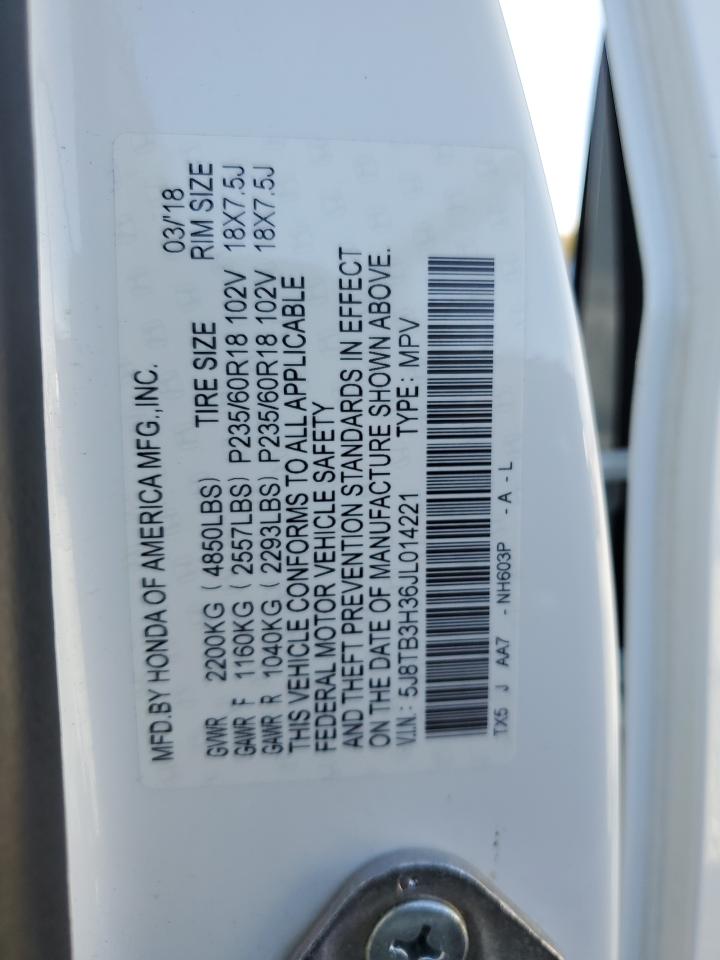 MFD.BY HONDA OF AMERICA MFG.,INC. 03/'18
TIRE SIZE RIM SIZE
GVWR 2200KG ( 4850LBS)
GAWR F 1160KG ( 2557LBS) P235/60R18 102V 18X7.5J
GAWR R 1040KG ( 2293LBS) P235/60R18 102V 18X7.5J
THIS VEHICLE CONFORMS TO ALL APPLICABLE
FEDERAL MOTOR VEHICLE SAFETY
AND THEFT PREVENTION STANDARDS IN EFFECT
ON THE DATE OF MANUFACTURE SHOWN ABOVE.
V.I.N.: 5J8TB3H36JL014221 TYPE : MPV
TX5 J AA7 - NH603P - A - L